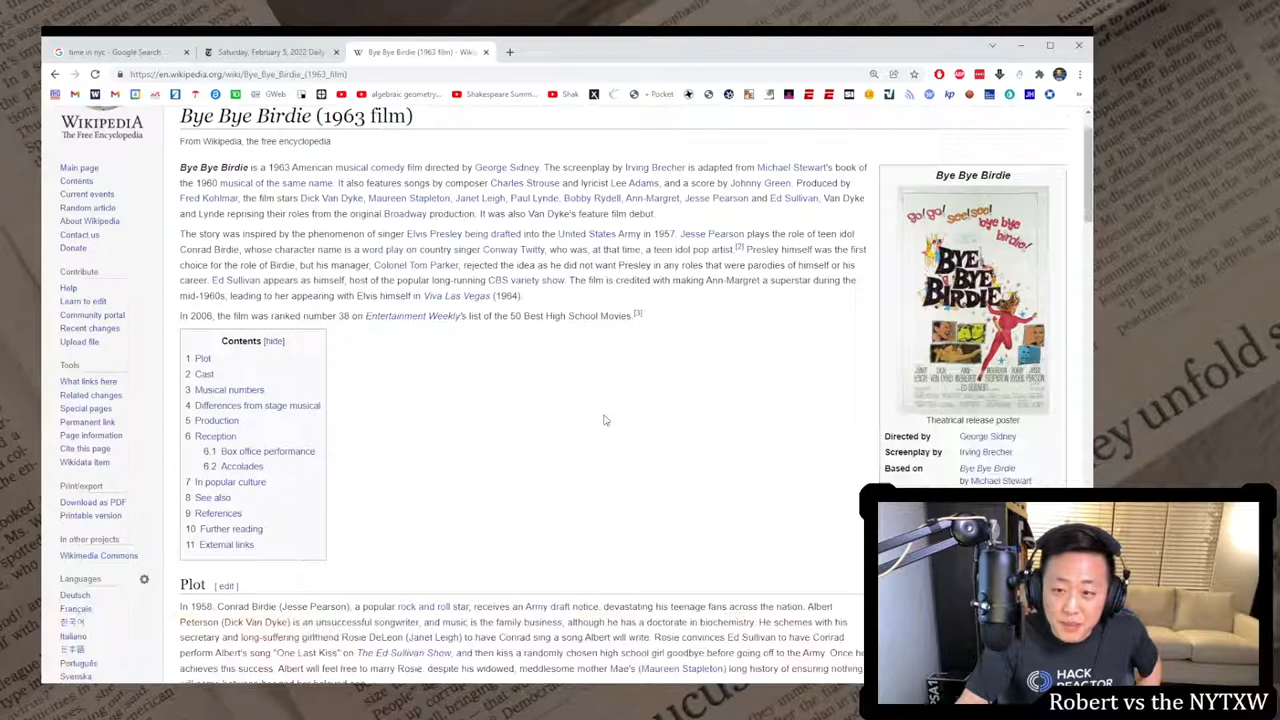 time in nyc - Google Search
Saturday, February 5, 2022 Daily
Bye Bye Birdie (1963 film) - Wiki
https://en.wikipedia.org/wiki/Bye_Bye_Birdie_(1963_film)
GWeb
algebraic geometry...
Shakespeare Summ...
Shak
+ Pocket
WIKIPEDIA
The Free Encyclopedia
Main page
Contents
Current events
Random article
About Wikipedia
Contact us
Donate
Contribute
Help
Learn to edit
Community portal
Recent changes
Upload file
Tools
What links here
Related changes
Special pages
Permanent link
Page information
Cite this page
Wikidata item
Print/export
Download as PDF
Printable version
In other projects
Wikimedia Commons
Languages
Deutsch
Français
한국어
Italiano
日本語
Português
Svenska
Bye Bye Birdie (1963 film)
From Wikipedia, the free encyclopedia
Bye Bye Birdie is a 1963 American musical comedy film directed by George Sidney. The screenplay by Irving Brecher is adapted from Michael Stewart's book of
the 1960 musical of the same name. It also features songs by composer Charles Strouse and lyricist Lee Adams, and a score by Johnny Green. Produced by
Fred Kohlmar, the film stars Dick Van Dyke, Maureen Stapleton, Janet Leigh, Paul Lynde, Bobby Rydell, Ann-Margret, Jesse Pearson and Ed Sullivan, Van Dyke
and Lynde reprising their roles from the original Broadway production. It was also Van Dyke's feature film debut.
The story was inspired by the phenomenon of singer Elvis Presley being drafted into the United States Army in 1957. Jesse Pearson plays the role of teen idol
Conrad Birdie, whose character name is a word play on country singer Conway Twitty, who was, at that time, a teen idol pop artist.[2] Presley himself was the first
choice for the role of Birdie, but his manager, Colonel Tom Parker, rejected the idea as he did not want Presley in any roles that were parodies of himself or his
career. Ed Sullivan appears as himself, host of the popular long-running CBS variety show. The film is credited with making Ann-Margret a superstar during the
mid-1960s, leading to her appearing with Elvis himself in Viva Las Vegas (1964).
In 2006, the film was ranked number 38 on Entertainment Weekly's list of the 50 Best High School Movies.[3]
Contents [hide]
1 Plot
2 Cast
3 Musical numbers
4 Differences from stage musical
5 Production
6 Reception
6.1 Box office performance
6.2 Accolades
7 In popular culture
8 See also
9 References
10 Further reading
11 External links
Plot [ edit ]
In 1958, Conrad Birdie (Jesse Pearson), a popular rock and roll star, receives an Army draft notice, devastating his teenage fans across the nation. Albert
Peterson (Dick Van Dyke) is an unsuccessful songwriter, and music is the family business, although he has a doctorate in biochemistry. He schemes with his
secretary and long-suffering girlfriend Rosie DeLeon (Janet Leigh) to have Conrad sing a song Albert will write. Rosie convinces Ed Sullivan to have Conrad
perform Albert's song "One Last Kiss" on The Ed Sullivan Show, and then kiss a randomly chosen high school girl goodbye before going off to the Army. Once he
achieves this success, Albert will feel free to marry Rosie, despite his widowed, meddlesome mother Mae's (Maureen Stapleton) long history of ensuring nothing
Bye Bye Birdie
go! go!
see! see!
bye bye
birdie!
BYE
BYE
BIRDIE
Theatrical release poster
Directed by George Sidney
Screenplay by Irving Brecher
Based on Bye Bye Birdie
by Michael Stewart
HACK
REACTOR
Robert vs the NYTXW